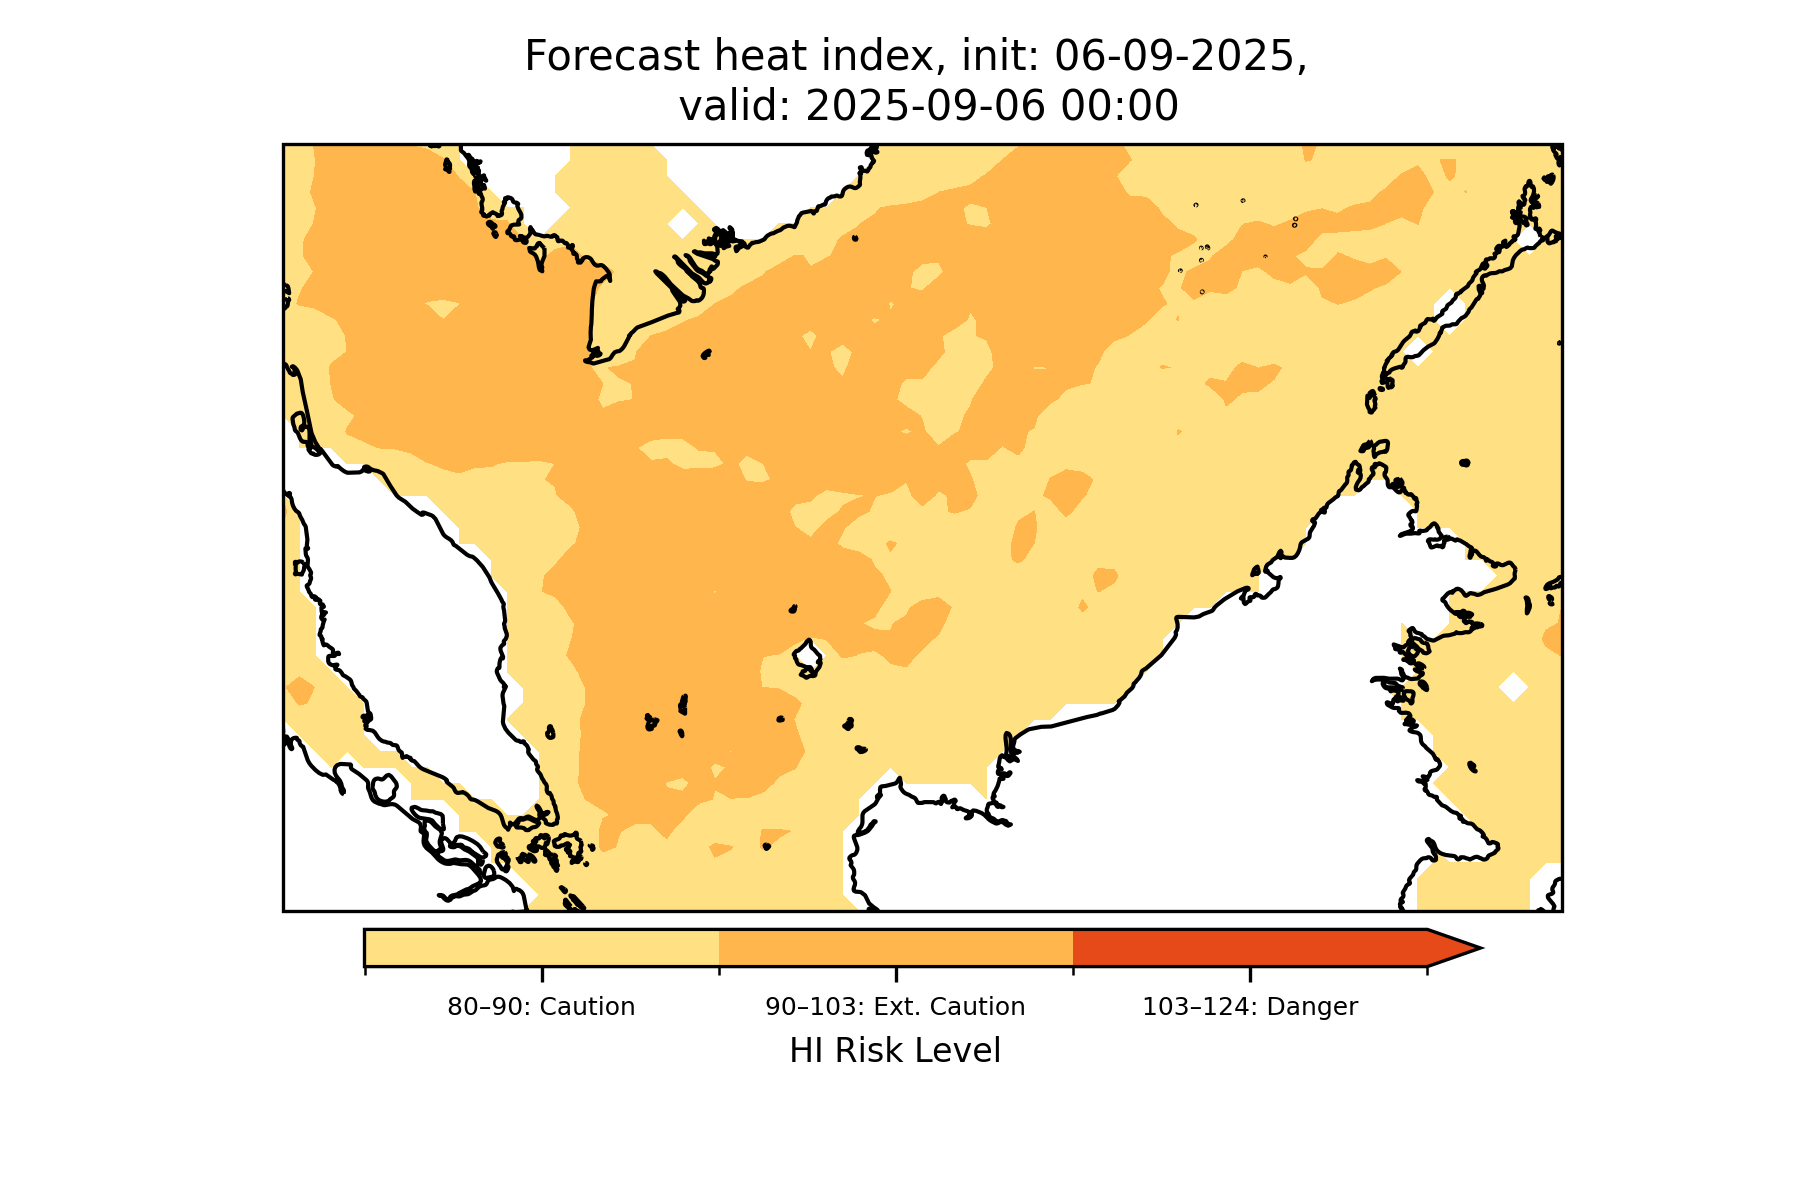 Forecast heat index, init: 06-09-2025,
valid: 2025-09-06 00:00
80–90: Caution
90–103: Ext. Caution
103–124: Danger
HI Risk Level